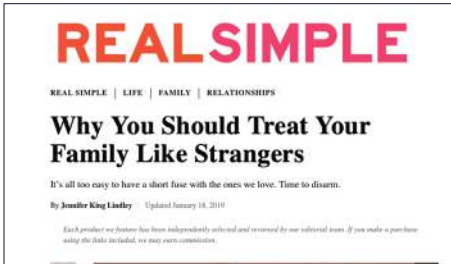 REAL SIMPLE
REAL SIMPLE | LIFE | FAMILY | RELATIONSHIPS
Why You Should Treat Your
Family Like Strangers
It's all too easy to have a short fuse with the ones we love. Time to disarm.
By Jennifer King Lindley Updated January 18, 2019
Each product we feature has been independently selected and reviewed by our editorial team. If you make a purchase
using the links included, we may earn commission.